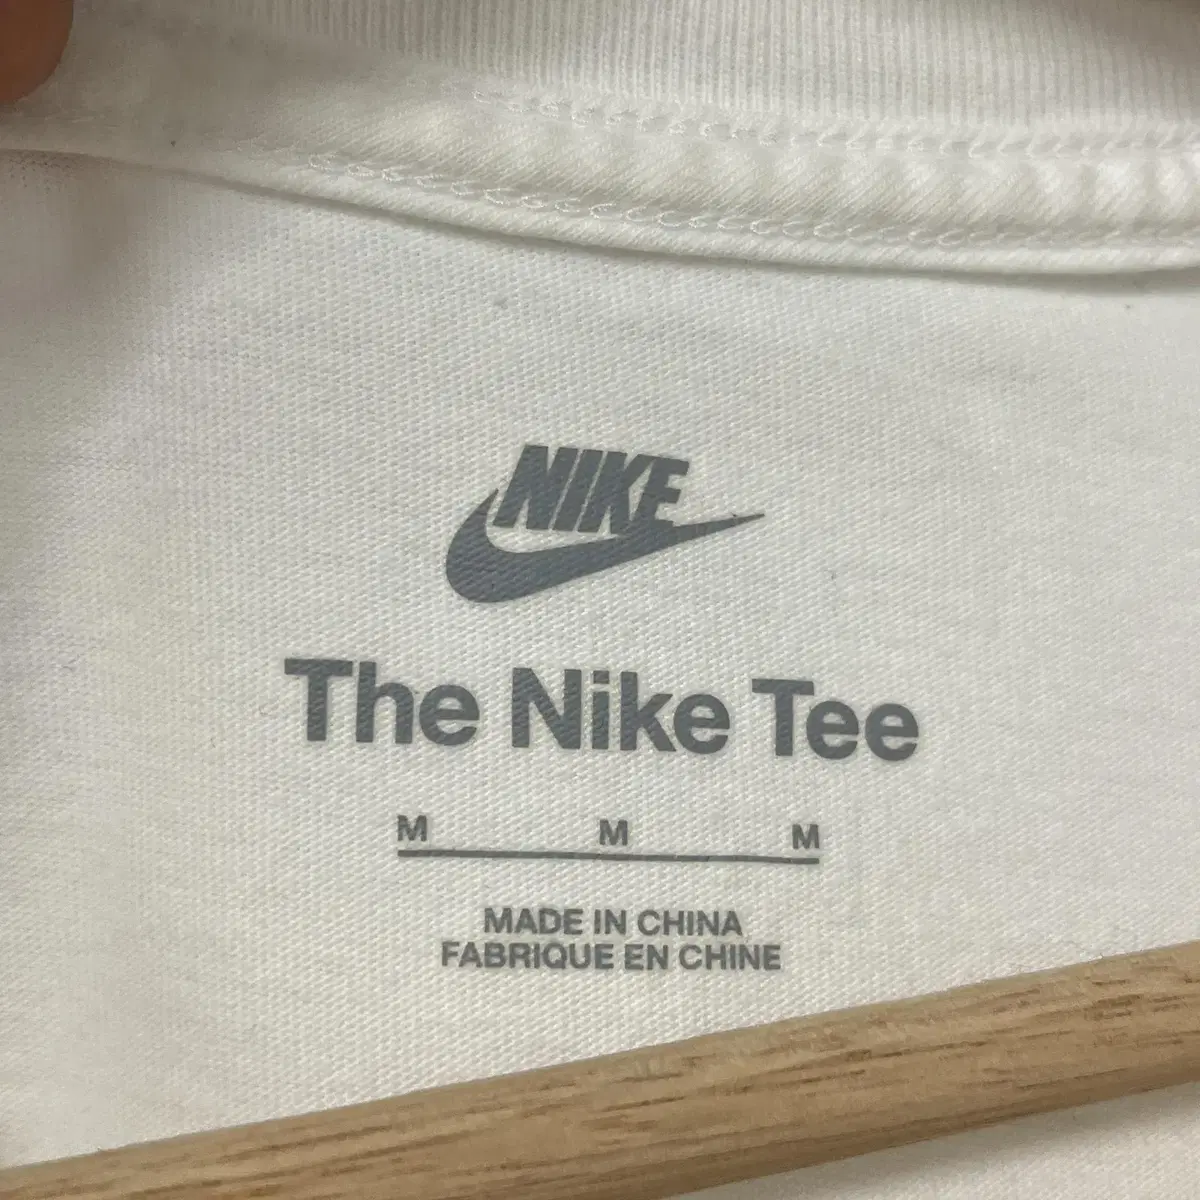 NIKE
The Nike Tee
M M M
MADE IN CHINA
FABRIQUE EN CHINE